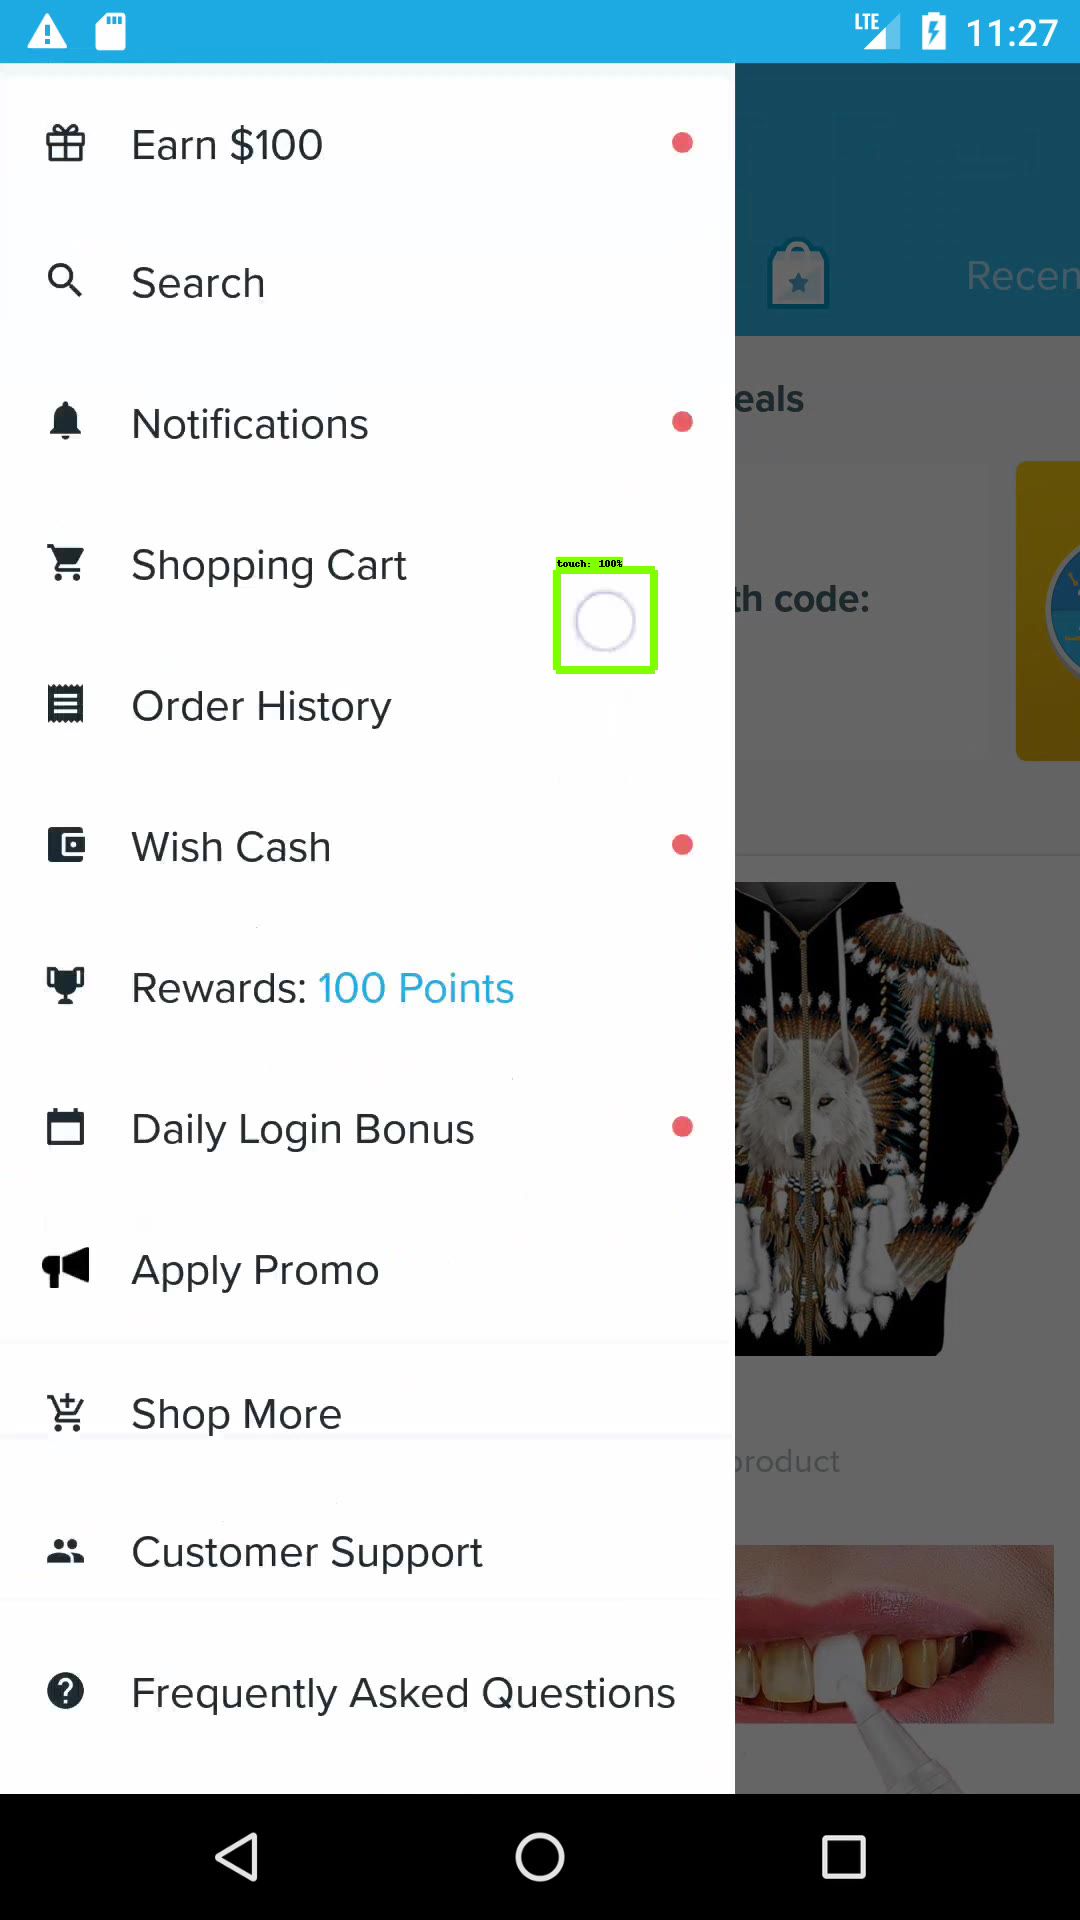 LTE 11:27
Earn $100
Search
Recen
Notifications
eals
touch: 100%
Shopping Cart
th code:
Order History
Wish Cash
Rewards: 100 Points
Daily Login Bonus
Apply Promo
Shop More
product
Customer Support
Frequently Asked Questions